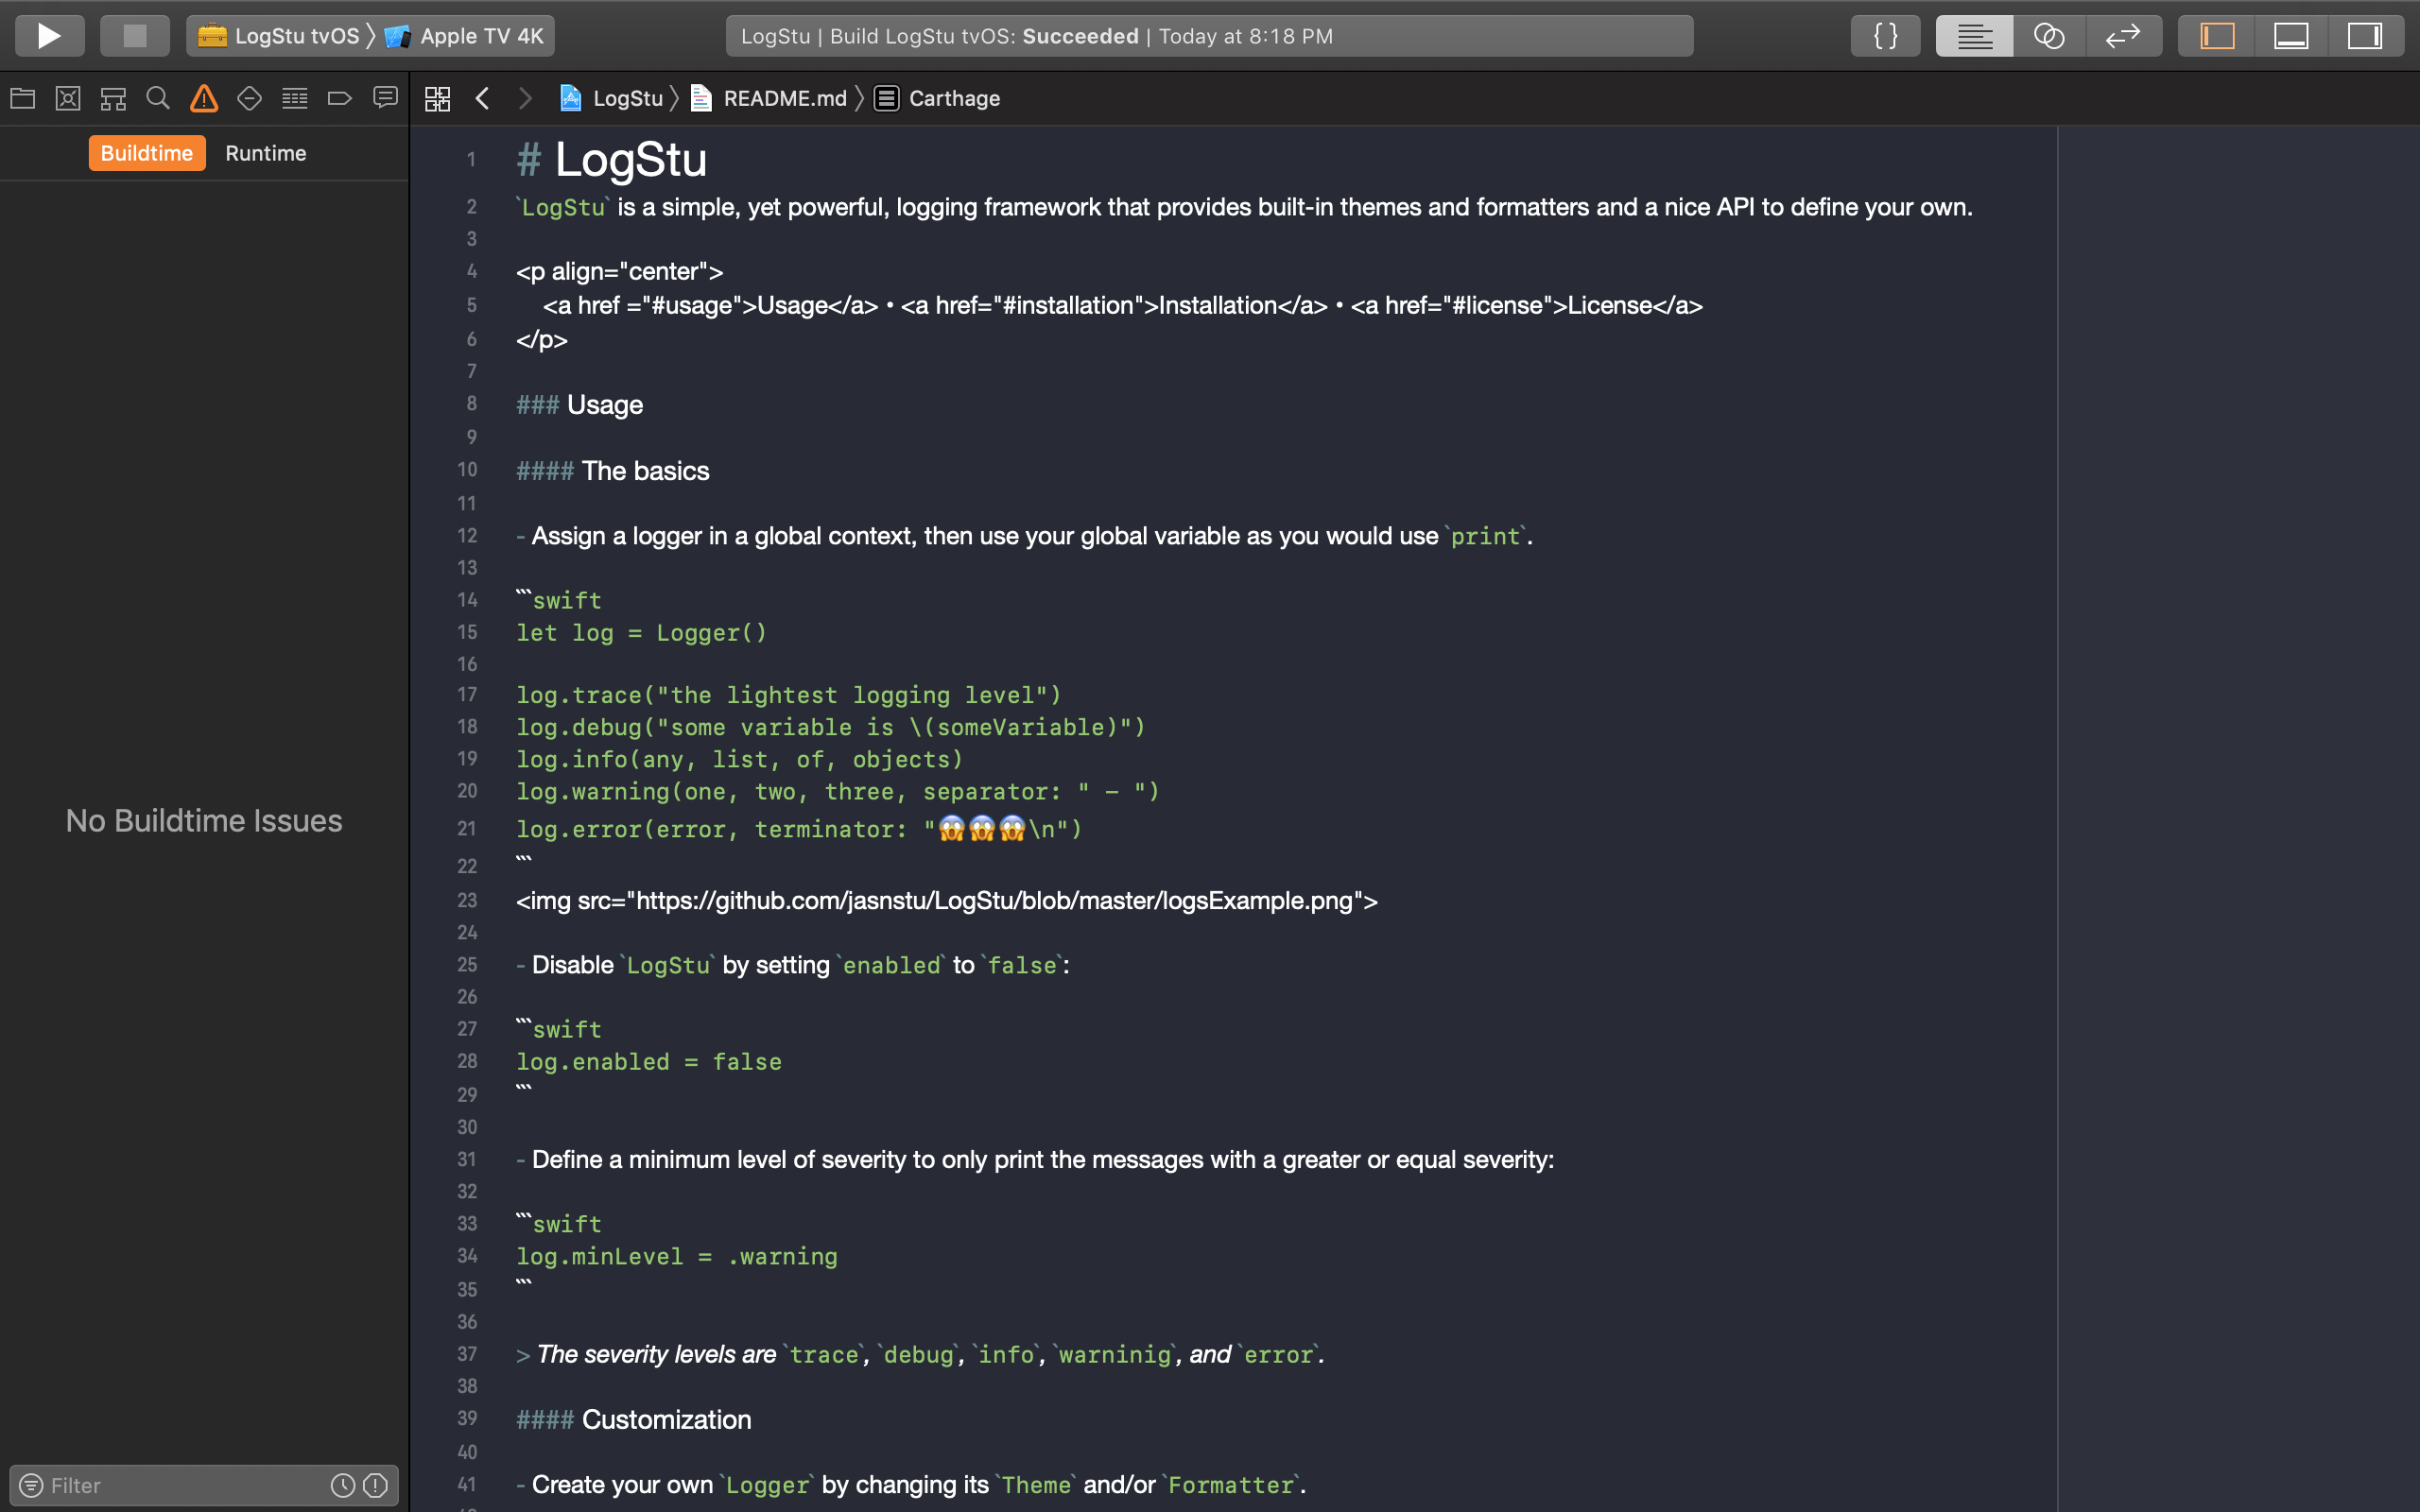 LogStu tvOS 〉 Apple TV 4K
LogStu | Build LogStu tvOS: Succeeded | Today at 8:18 PM
{ }
LogStu 〉 README.md 〉 Carthage
Buildtime Runtime
No Buildtime Issues
Filter
1 # LogStu
2 `LogStu` is a simple, yet powerful, logging framework that provides built-in themes and formatters and a nice API to define your own.
3
4 <p align="center">
5     <a href ="#usage">Usage</a> • <a href="#installation">Installation</a> • <a href="#license">License</a>
6 </p>
7
8 ### Usage
9
10 #### The basics
11
12 - Assign a logger in a global context, then use your global variable as you would use `print`.
13
14 ```swift
15 let log = Logger()
16
17 log.trace("the lightest logging level")
18 log.debug("some variable is \(someVariable)")
19 log.info(any, list, of, objects)
20 log.warning(one, two, three, separator: " - ")
21 log.error(error, terminator: "😱😱😱\n")
22 ```
23 <img src="https://github.com/jasnstu/LogStu/blob/master/logsExample.png">
24
25 - Disable `LogStu` by setting `enabled` to `false`:
26
27 ```swift
28 log.enabled = false
29 ```
30
31 - Define a minimum level of severity to only print the messages with a greater or equal severity:
32
33 ```swift
34 log.minLevel = .warning
35 ```
36
37 > The severity levels are `trace`, `debug`, `info`, `warninig`, and `error`.
38
39 #### Customization
40
41 - Create your own `Logger` by changing its `Theme` and/or `Formatter`.